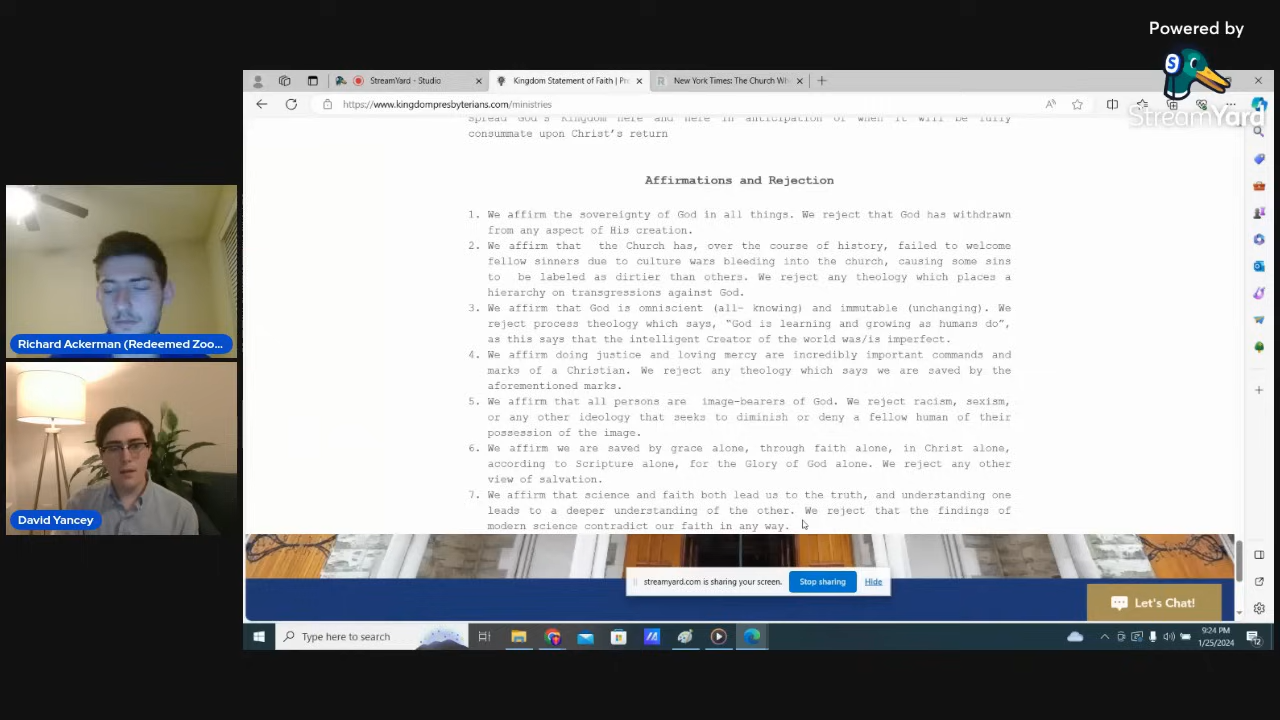 Powered by
StreamYard
StreamYard - Studio
Kingdom Statement of Faith | Pr
New York Times: The Church Wh
https://www.kingdompresbyterians.com/ministries
spread God's Kingdom here and here in anticipation of when it will be fully
consummate upon Christ's return
Affirmations and Rejection
1. We affirm the sovereignty of God in all things. We reject that God has withdrawn
from any aspect of His creation.
2. We affirm that the Church has, over the course of history, failed to welcome
fellow sinners due to culture wars bleeding into the church, causing some sins
to be labeled as dirtier than others. We reject any theology which places a
hierarchy on transgressions against God.
3. We affirm that God is omniscient (all- knowing) and immutable (unchanging). We
reject process theology which says, "God is learning and growing as humans do",
as this says that the intelligent Creator of the world was/is imperfect.
4. We affirm doing justice and loving mercy are incredibly important commands and
marks of a Christian. We reject any theology which says we are saved by the
aforementioned marks.
5. We affirm that all persons are image-bearers of God. We reject racism, sexism,
or any other ideology that seeks to diminish or deny a fellow human of their
possession of the image.
6. We affirm we are saved by grace alone, through faith alone, in Christ alone,
according to Scripture alone, for the Glory of God alone. We reject any other
view of salvation.
7. We affirm that science and faith both lead us to the truth, and understanding one
leads to a deeper understanding of the other. We reject that the findings of
modern science contradict our faith in any way.
Richard Ackerman (Redeemed Zoo...
David Yancey
streamyard.com is sharing your screen.
Stop sharing
Hide
Let's Chat!
Type here to search
9:24 PM
1/25/2024